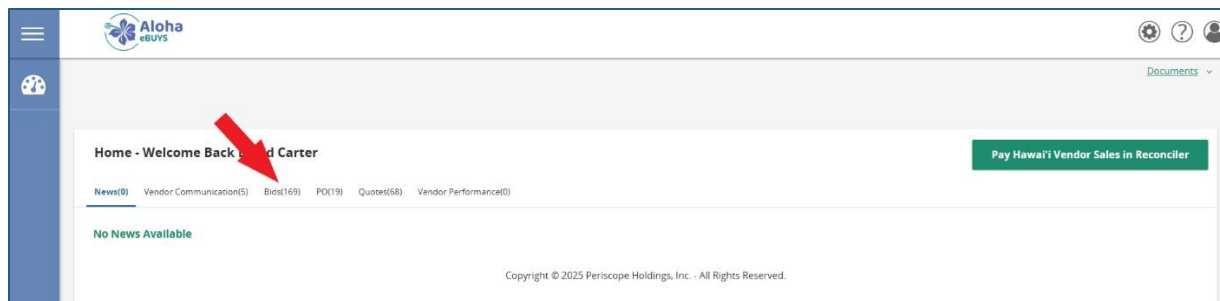 Aloha
eBUYS
?
Documents
Home - Welcome Back Carter
Pay Hawai'i Vendor Sales in Reconciler
News(0) Vendor Communication(5) Bids(169) PO(19) Quotes(68) Vendor Performance(0)
No News Available
Copyright © 2025 Periscope Holdings, Inc. - All Rights Reserved.